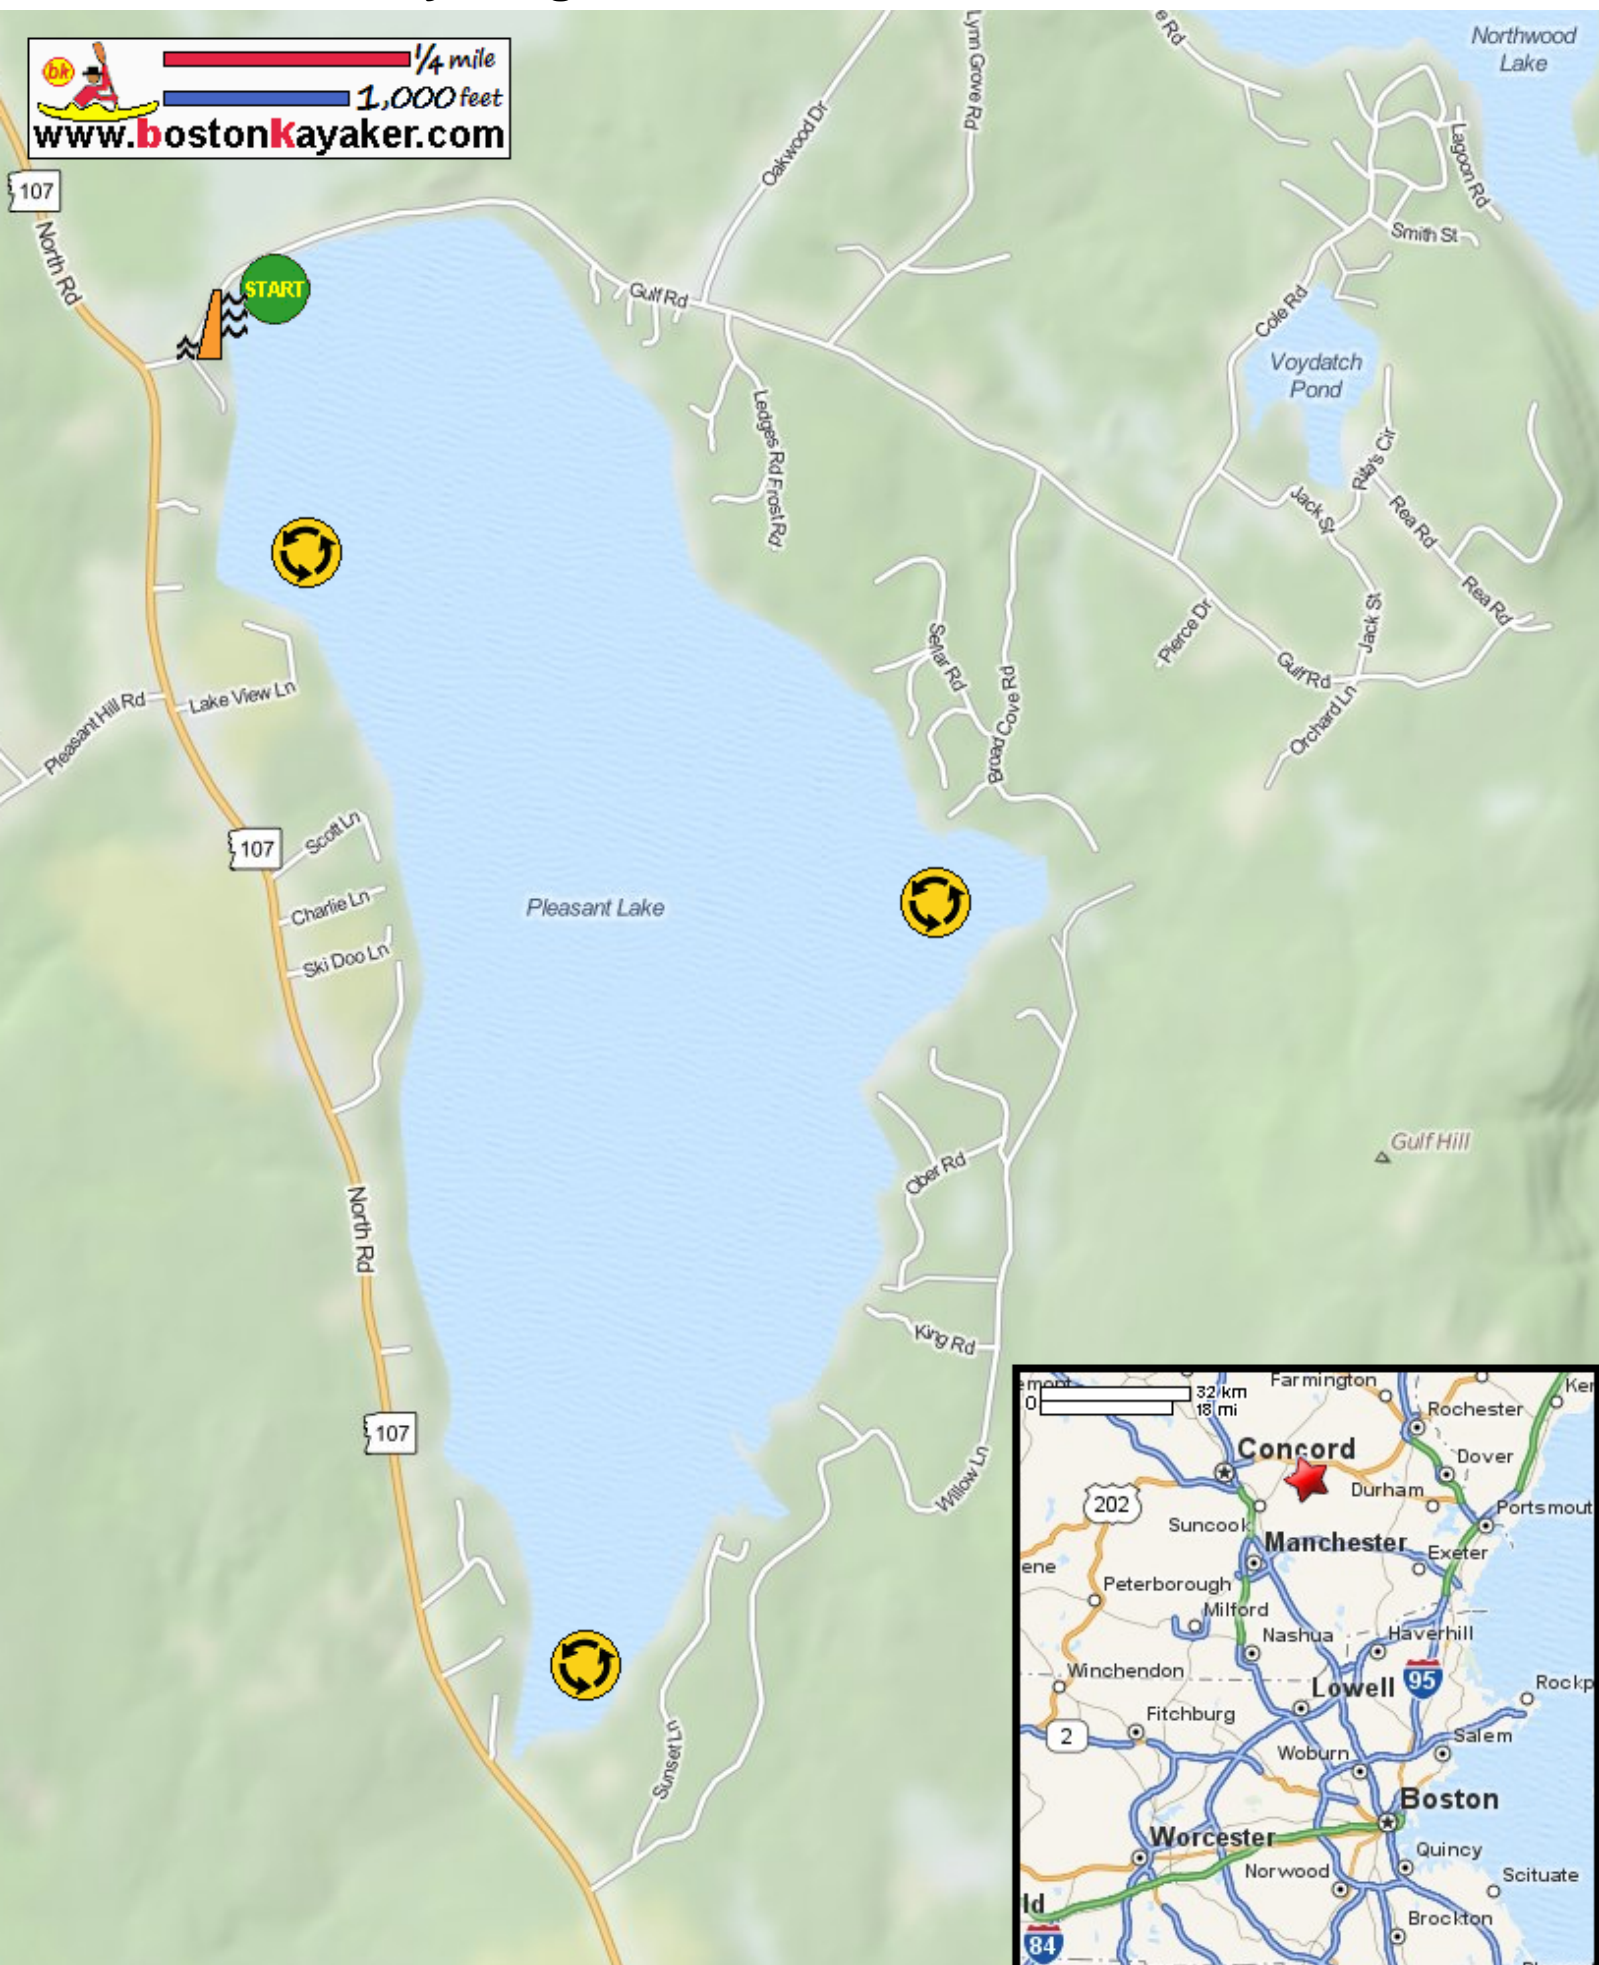 1/4 mile
bk
1,000 feet
www.bostonkayaker.com
Northwood
Lake
Lynn Grove Rd
e Rd
Oakwood Dr
Lagoon Rd
107
North Rd
Smith St
START
Gulf Rd
Cole Rd
Voydatch
Pond
Ledges Rd
Frost Rd
Rita's Cir
Jack St
Rea Rd
Jack St
Rea Rd
Pierce Dr
Senar Rd
Gulf Rd
Broad Cove Rd
Orchard Ln
Pleasant Hill Rd
Lake View Ln
107
Scott Ln
Charlie Ln
Ski Doo Ln
Pleasant Lake
Gulf Hill
Ober Rd
North Rd
King Rd
107
Willow Ln
Sunset Ln
emont
0
32 km
18 mi
Farmington
Ker
Rochester
Concord
Dover
202
Durham
Portsmout
Suncook
Manchester
Exeter
ene
Peterborough
Milford
Nashua
Haverhill
Winchendon
Lowell
95
Rockp
Fitchburg
2
Woburn
Salem
Boston
Worcester
Quincy
Norwood
Scituate
ld
Brockton
84